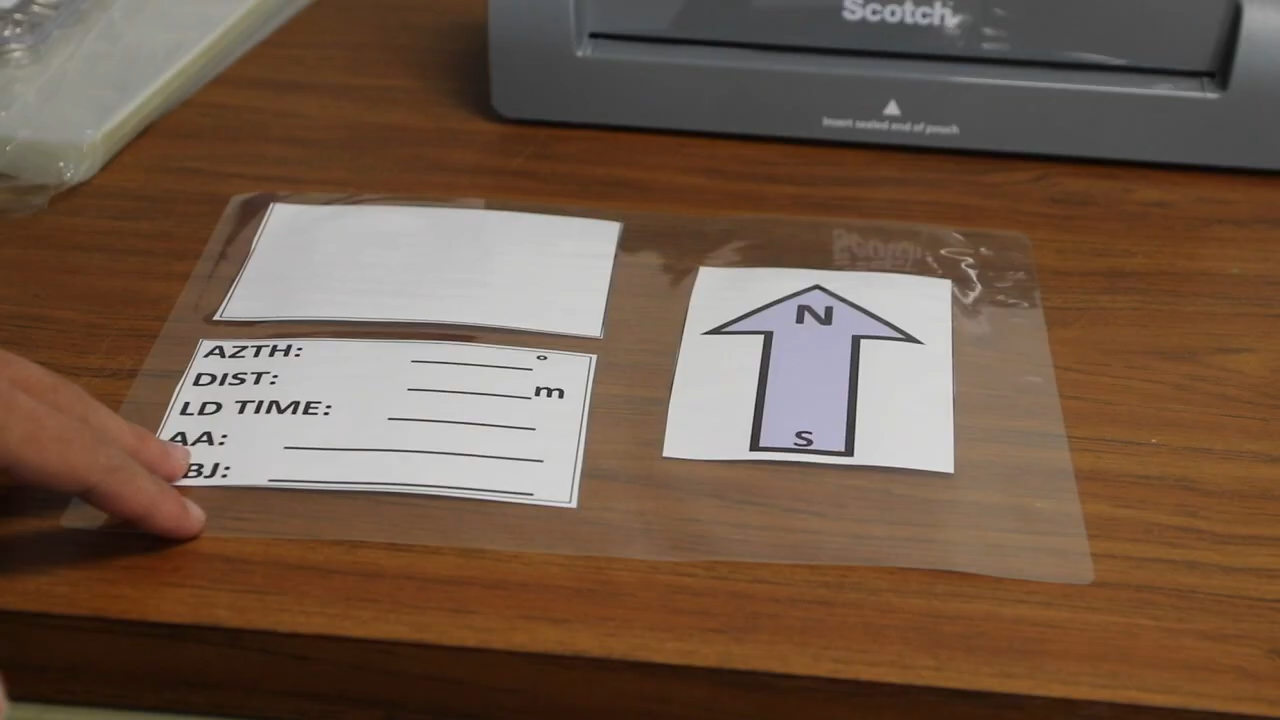 Scotch
Insert sealed end of pouch
AZTH: °
DIST: m
LD TIME:
AA:
BJ:
N
S